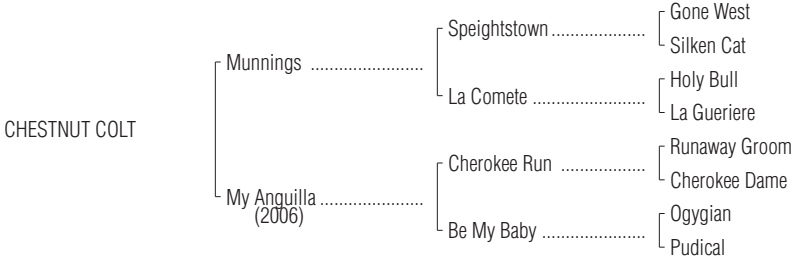 CHESTNUT COLT
Munnings ........................
My Anguilla ......................
(2006)
Speightstown ....................
La Comete ........................
Cherokee Run ..................
Be My Baby ......................
Gone West
Silken Cat
Holy Bull
La Gueriere
Runaway Groom
Cherokee Dame
Ogygian
Pudical